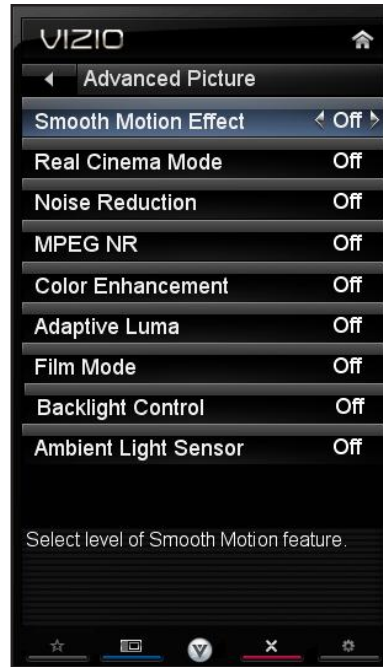 VIZIO
Advanced Picture
Smooth Motion Effect Off
Real Cinema Mode Off
Noise Reduction Off
MPEG NR Off
Color Enhancement Off
Adaptive Luma Off
Film Mode Off
Backlight Control Off
Ambient Light Sensor Off
Select level of Smooth Motion feature.
V